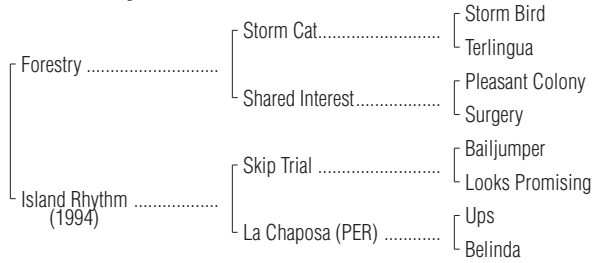 Storm Bird
Storm Cat..............................
Terlingua
Forestry ...........................
Pleasant Colony
Shared Interest.....................
Surgery
Bailjumper
Skip Trial ............................
Looks Promising
Island Rhythm .................
(1994)
Ups
La Chaposa (PER) ............
Belinda